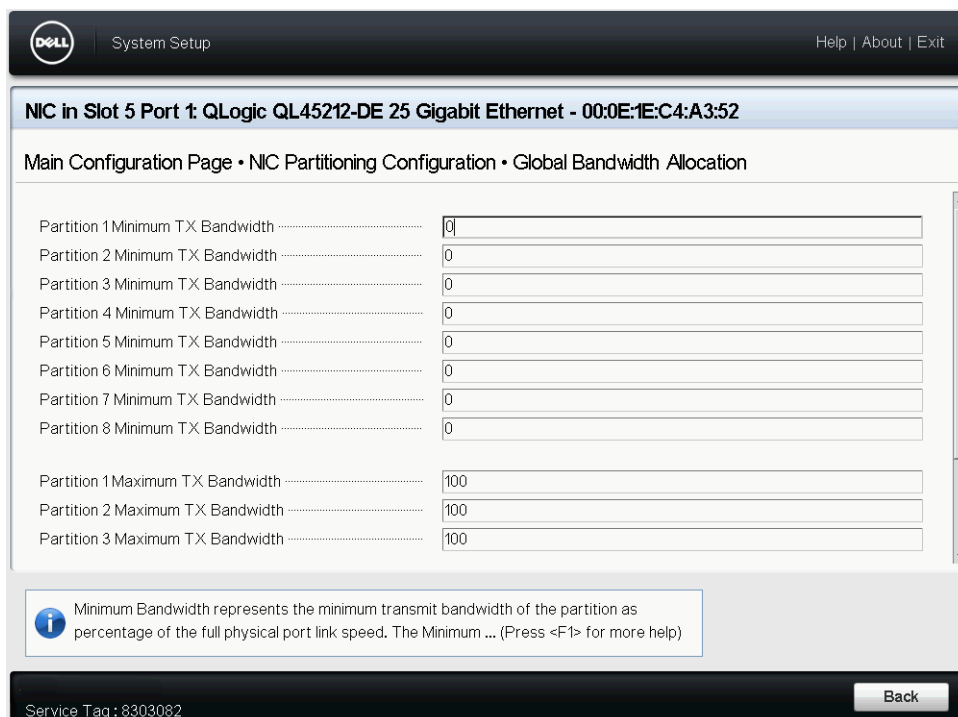 DELL
System Setup
Help | About | Exit
NIC in Slot 5 Port 1: QLogic QL45212-DE 25 Gigabit Ethernet - 00:0E:1E:C4:A3:52
Main Configuration Page • NIC Partitioning Configuration • Global Bandwidth Allocation
Partition 1 Minimum TX Bandwidth 0
Partition 2 Minimum TX Bandwidth 0
Partition 3 Minimum TX Bandwidth 0
Partition 4 Minimum TX Bandwidth 0
Partition 5 Minimum TX Bandwidth 0
Partition 6 Minimum TX Bandwidth 0
Partition 7 Minimum TX Bandwidth 0
Partition 8 Minimum TX Bandwidth 0
Partition 1 Maximum TX Bandwidth 100
Partition 2 Maximum TX Bandwidth 100
Partition 3 Maximum TX Bandwidth 100
Minimum Bandwidth represents the minimum transmit bandwidth of the partition as
percentage of the full physical port link speed. The Minimum ... (Press <F1> for more help)
Back
Service Tag : 8303082